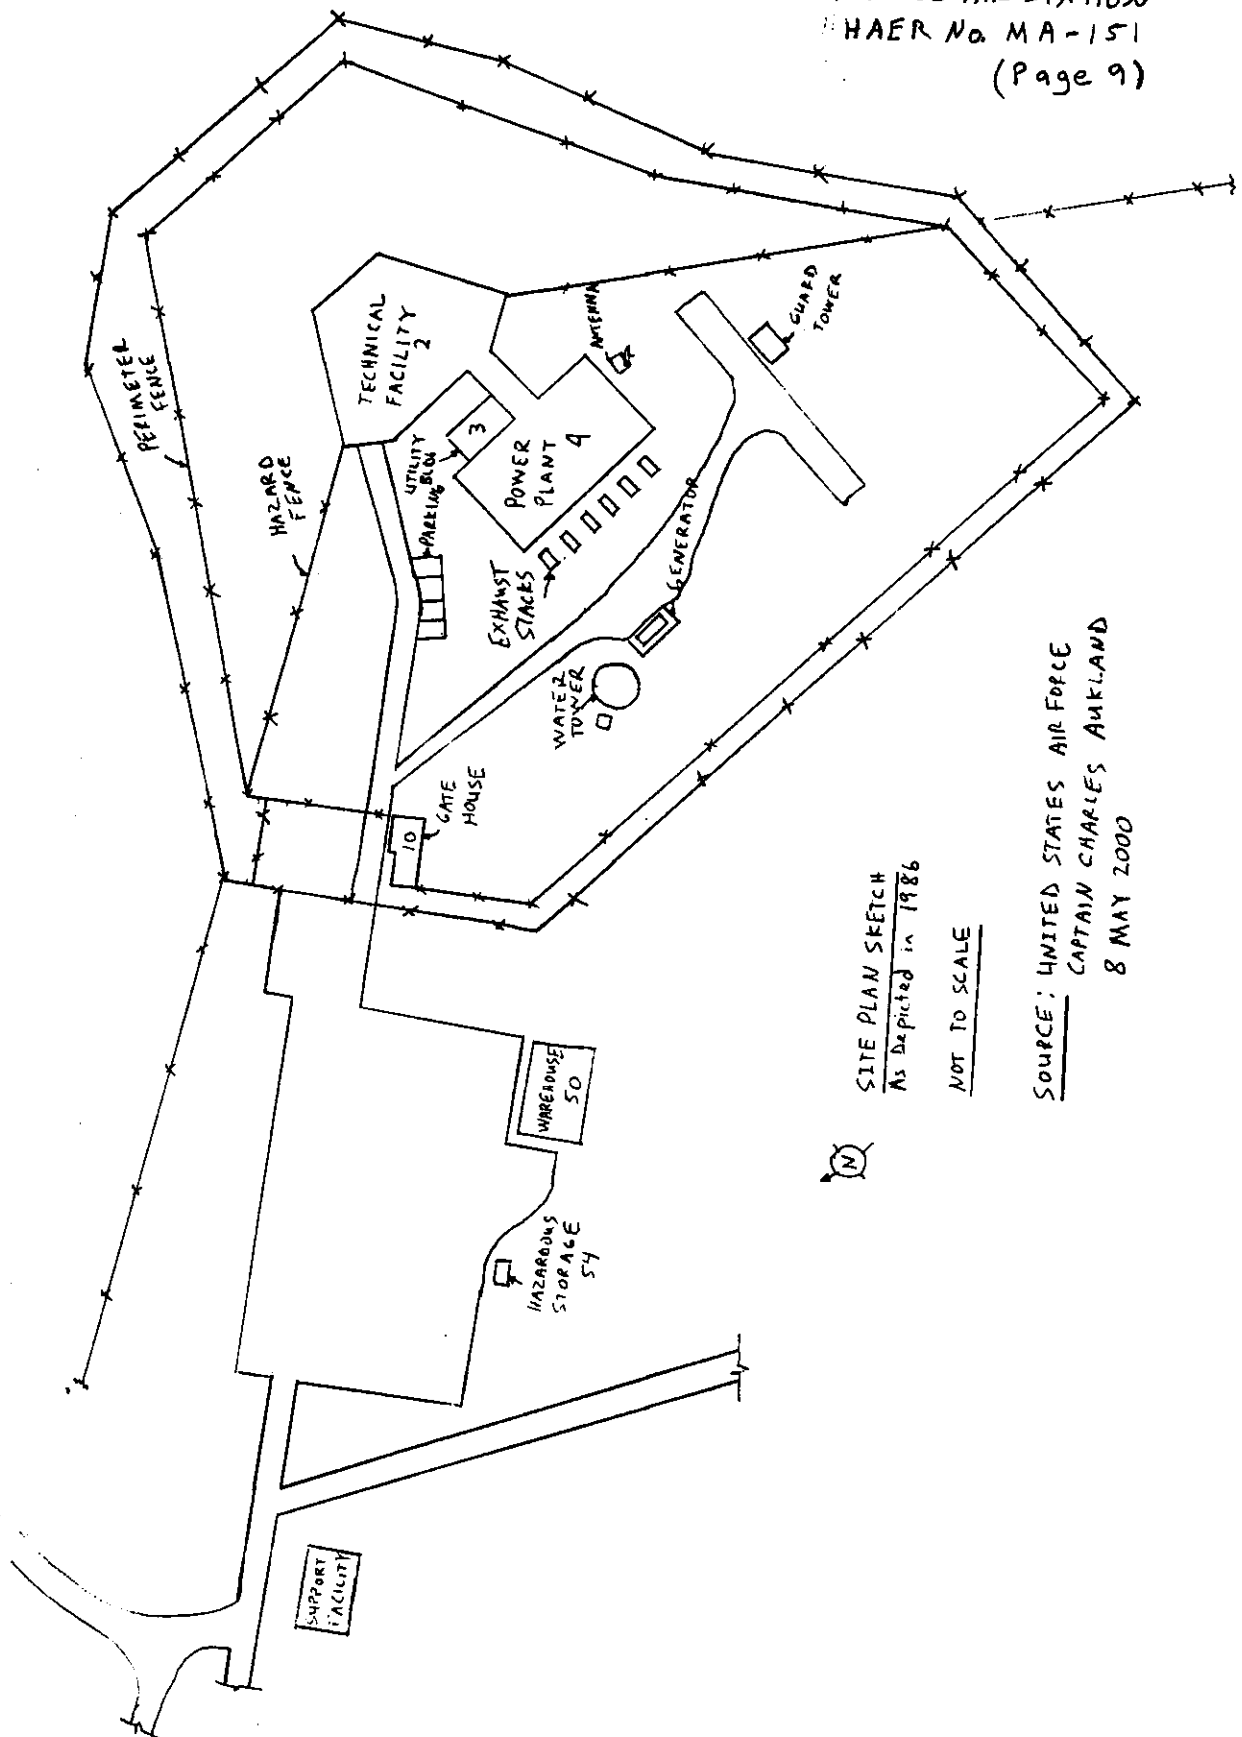 HAER No. MA-151
(Page 9)
PERIMETER
FENCE
HAZARD
FENCE
TECHNICAL
FACILITY
2
UTILITY
BLDG
3
PARKING
POWER
PLANT 4
ANTENNA
EXHAUST
STACKS
GENERATOR
GUARD
TOWER
WATER
TOWER
GATE
HOUSE
10
WAREHOUSE
50
HAZARDOUS
STORAGE
54
SUPPORT
FACILITY
N
SITE PLAN SKETCH
As Depicted in 1986
NOT TO SCALE
SOURCE: UNITED STATES AIR FORCE
CAPTAIN CHARLES AUKLAND
8 MAY 2000